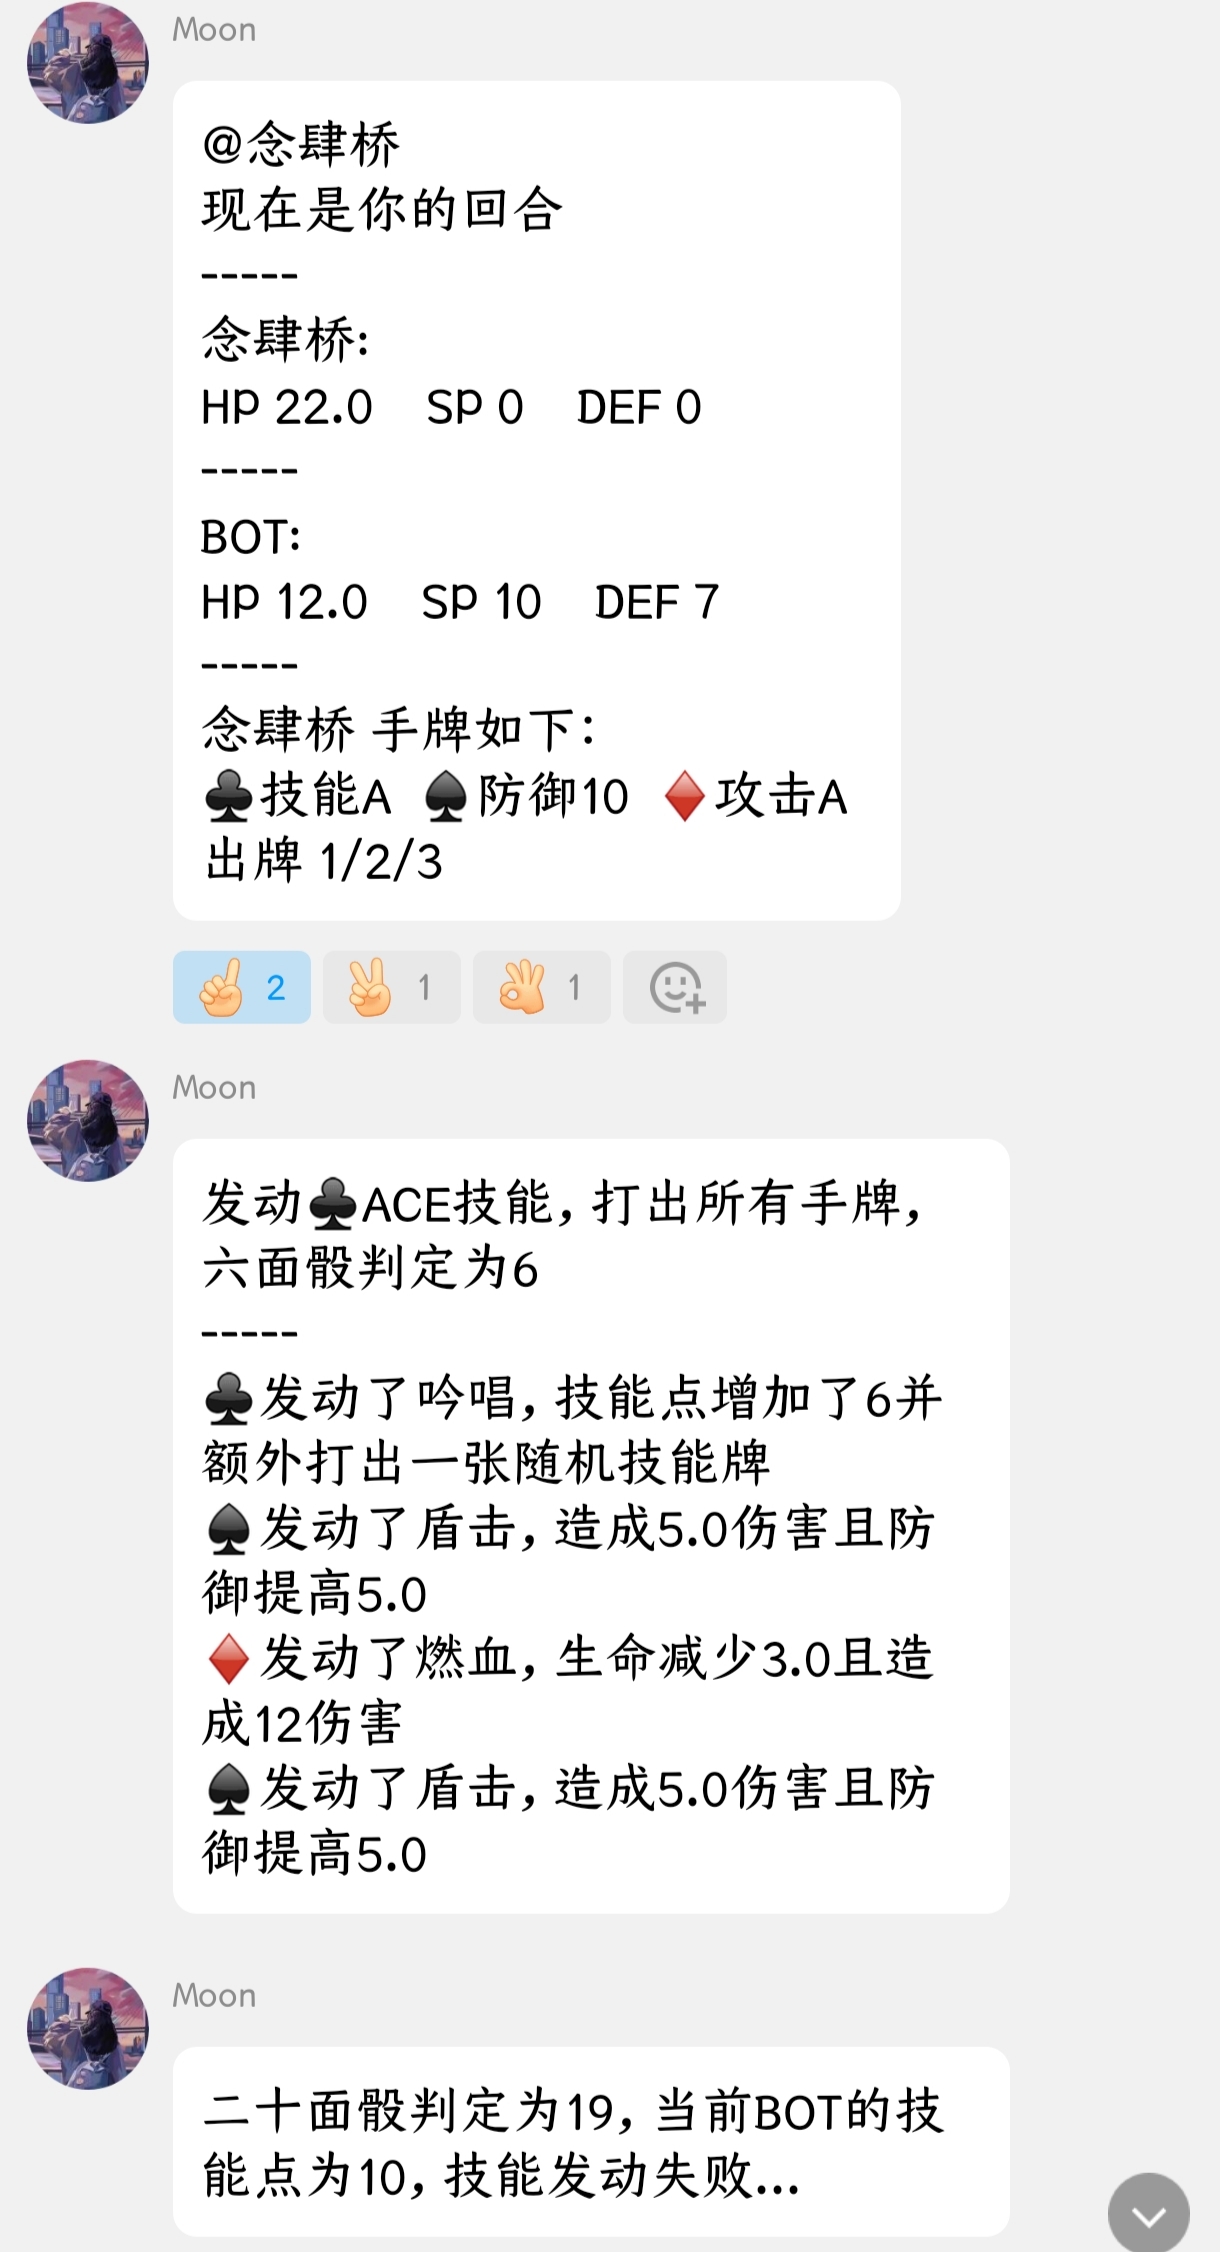 Moon
@念肆桥
现在是你的回合
-----
念肆桥:
HP 22.0 SP 0 DEF 0
-----
BOT:
HP 12.0 SP 10 DEF 7
-----
念肆桥 手牌如下：
♣技能A ♠防御10 ♦攻击A
出牌 1/2/3
☝ 2 ✌ 1 👌 1
Moon
发动♣ACE技能，打出所有手牌，
六面骰判定为6
-----
♣发动了吟唱，技能点增加了6并
额外打出一张随机技能牌
♠发动了盾击，造成5.0伤害且防
御提高5.0
♦发动了燃血，生命减少3.0且造
成12伤害
♠发动了盾击，造成5.0伤害且防
御提高5.0
Moon
二十面骰判定为19，当前BOT的技
能点为10，技能发动失败...